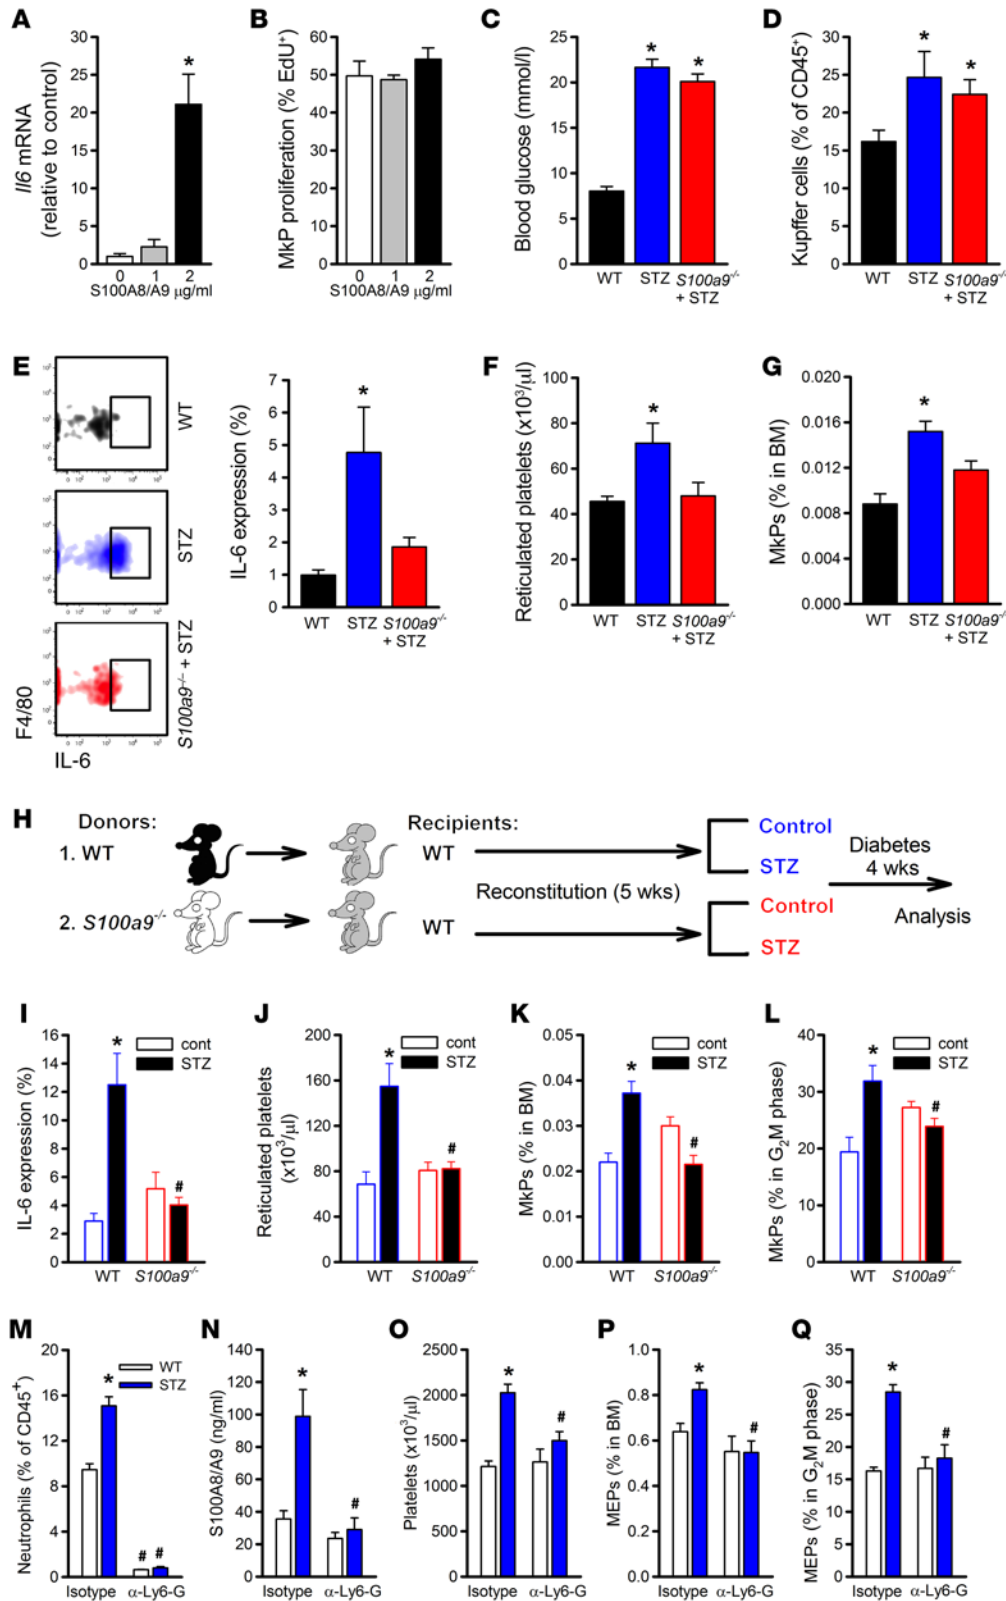 A
Il6 mRNA
(relative to control)
30
25
20
15
10
5
0
*
0 1 2
S100A8/A9 µg/ml
B
MkP proliferation (% EdU⁺)
60
50
40
30
20
10
0
0 1 2
S100A8/A9 µg/ml
C
Blood glucose (mmol/l)
25
20
15
10
5
0
* *
WT STZ S100a9⁻/⁻
+ STZ
D
Kupffer cells (% of CD45⁺)
30
25
20
15
10
5
0
* *
WT STZ S100a9⁻/⁻
+ STZ
E
WT
STZ
S100a9⁻/⁻ + STZ
F4/80
IL-6
IL-6 expression (%)
7
6
5
4
3
2
1
0
*
WT STZ S100a9⁻/⁻
+ STZ
F
Reticulated platelets (x10³/µl)
100
80
60
40
20
0
*
WT STZ S100a9⁻/⁻
+ STZ
G
MkPs (% in BM)
0.020
0.016
0.012
0.008
0.004
0.000
*
WT STZ S100a9⁻/⁻
+ STZ
H
Donors:
Recipients:
1. WT
WT
2. S100a9⁻/⁻
WT
Reconstitution (5 wks)
Control
STZ
Control
STZ
Diabetes
4 wks
Analysis
I
IL-6 expression (%)
16
14
12
10
8
6
4
2
0
cont
STZ
* #
WT S100a9⁻/⁻
J
Reticulated platelets
(x10³/µl)
200
160
120
80
40
0
cont
STZ
* #
WT S100a9⁻/⁻
K
MkPs (% in BM)
0.05
0.04
0.03
0.02
0.01
0.00
cont
STZ
* #
WT S100a9⁻/⁻
L
MkPs (% in G₂M phase)
40
30
20
10
0
cont
STZ
* #
WT S100a9⁻/⁻
M
Neutrophils (% of CD45⁺)
20
16
12
8
4
0
WT
STZ
* # #
Isotype α-Ly6-G
N
S100A8/A9 (ng/ml)
140
120
100
80
60
40
20
0
* #
Isotype α-Ly6-G
O
Platelets (x10³/µl)
2500
2000
1500
1000
500
0
* #
Isotype α-Ly6-G
P
MEPs (% in BM)
1.0
0.8
0.6
0.4
0.2
0.0
* #
Isotype α-Ly6-G
Q
MEPs (% in G₂M phase)
35
30
25
20
15
10
5
0
* #
Isotype α-Ly6-G